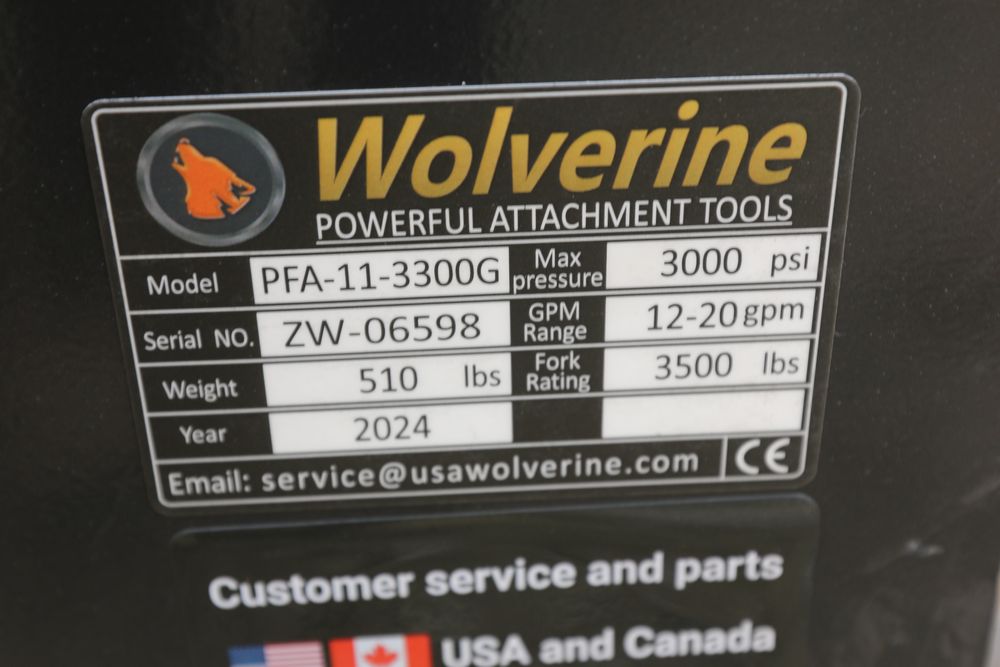 Wolverine
POWERFUL ATTACHMENT TOOLS
Model PFA-11-3300G Max pressure 3000 psi
Serial NO. ZW-06598 GPM Range 12-20 gpm
Weight 510 lbs Fork Rating 3500 lbs
Year 2024
Email: service@usawolverine.com CE
Customer service and parts
USA and Canada